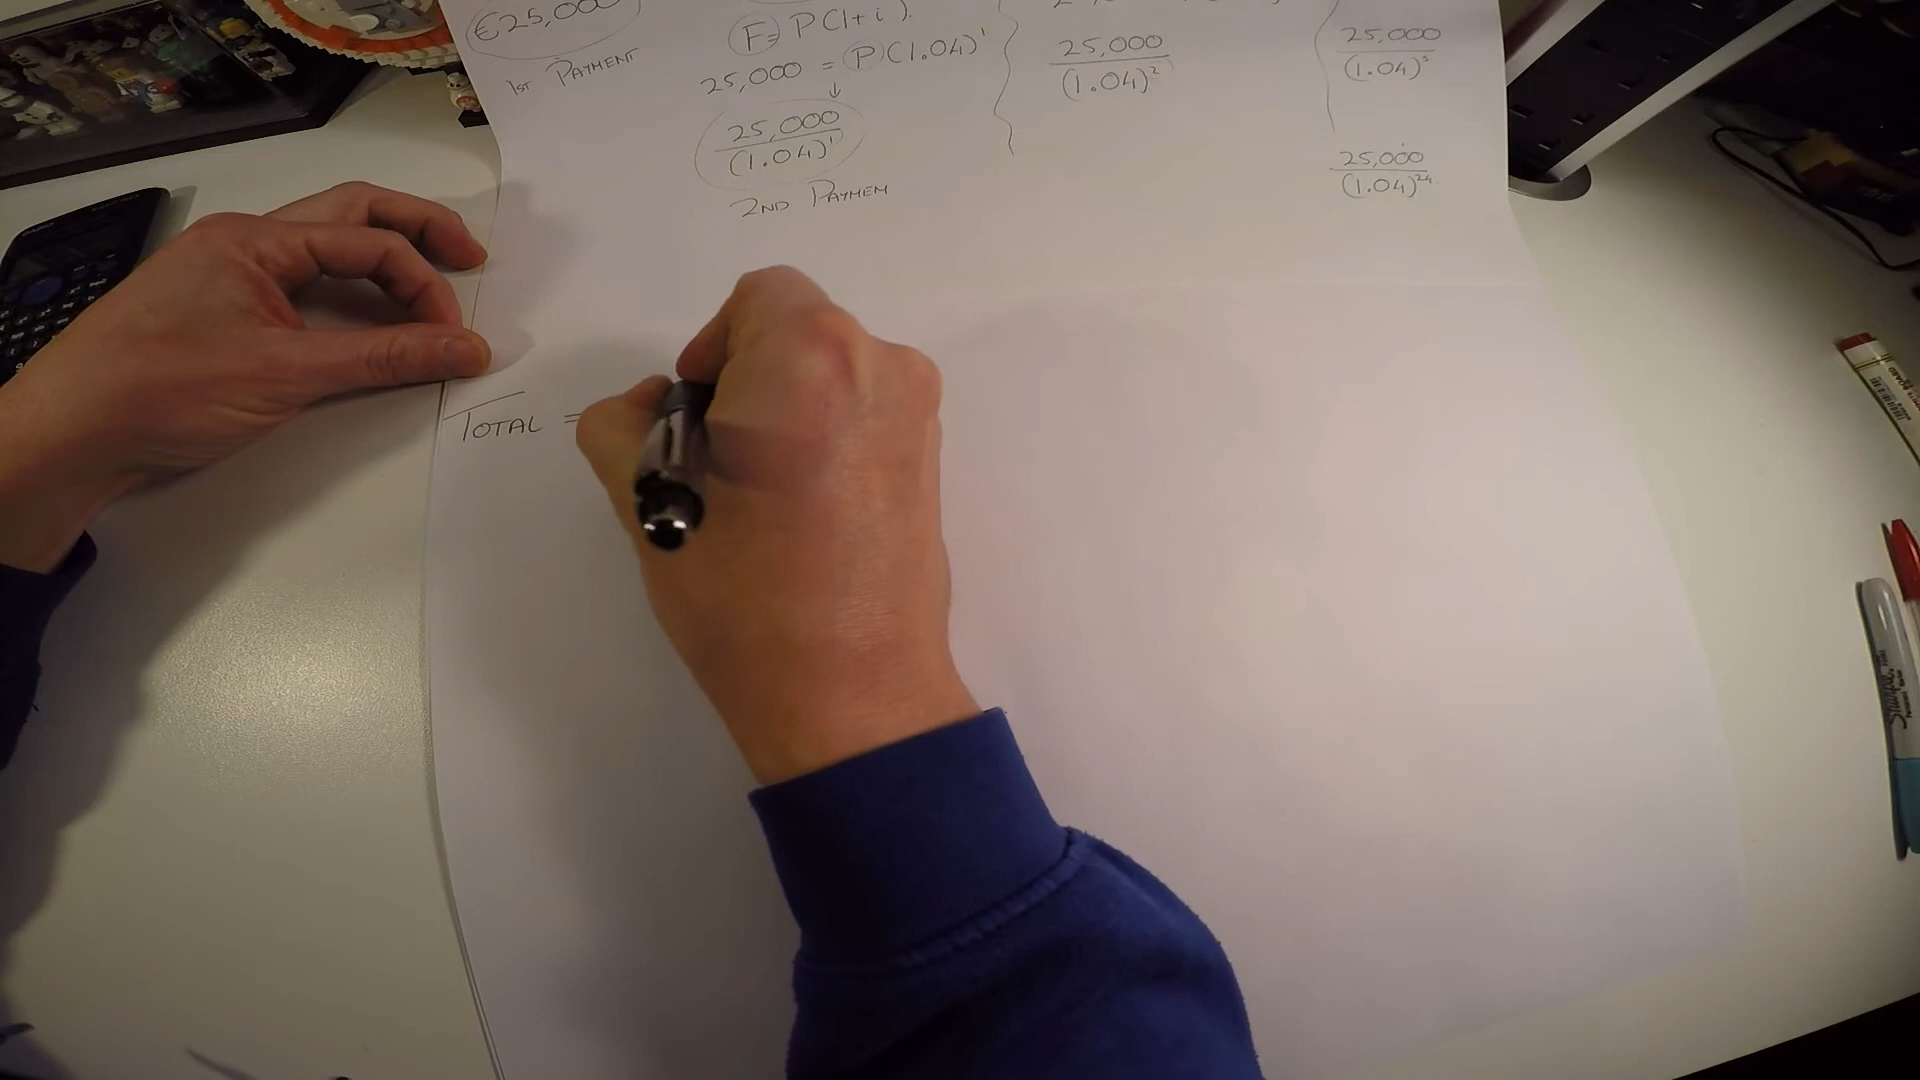 €25,000
1ST PAYMENT
F = P(1+i).
25,000 = P(1.04)¹
↓
25,000
(1.04)¹
2ND PAYMEN
25,000
(1.04)²
25,000
(1.04)³
25,000
(1.04)²⁴
TOTAL =
Sharpie